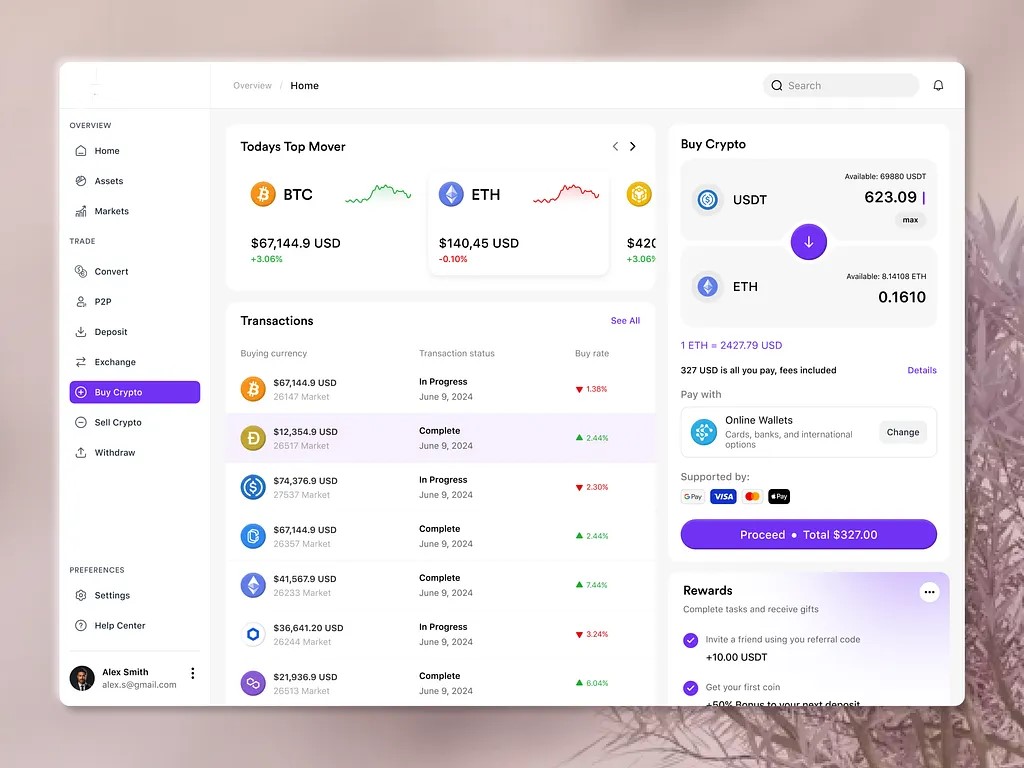 Overview / Home
Search
OVERVIEW
Home
Assets
Markets
TRADE
Convert
P2P
Deposit
Exchange
Buy Crypto
Sell Crypto
Withdraw
PREFERENCES
Settings
Help Center
Alex Smith
alex.s@gmail.com
Todays Top Mover
BTC
$67,144.9 USD
+3.06%
ETH
$140,45 USD
-0.10%
$420
+3.06%
Transactions
See All
Buying currency Transaction status Buy rate
$67,144.9 USD In Progress 1.38%
26147 Market June 9, 2024
$12,354.9 USD Complete 2.44%
26517 Market June 9, 2024
$74,376.9 USD In Progress 2.30%
27537 Market June 9, 2024
$67,144.9 USD Complete 2.44%
26357 Market June 9, 2024
$41,567.9 USD Complete 7.44%
26233 Market June 9, 2024
$36,641.20 USD In Progress 3.24%
26244 Market June 9, 2024
$21,936.9 USD Complete 6.04%
26513 Market June 9, 2024
Buy Crypto
Available: 69880 USDT
USDT 623.09
max
Available: 8.14108 ETH
ETH 0.1610
1 ETH = 2427.79 USD
327 USD is all you pay, fees included Details
Pay with
Online Wallets
Cards, banks, and international
options
Change
Supported by:
G Pay VISA Pay
Proceed • Total $327.00
Rewards
Complete tasks and receive gifts
Invite a friend using you referral code
+10.00 USDT
Get your first coin
+50% Bonus to your next deposit